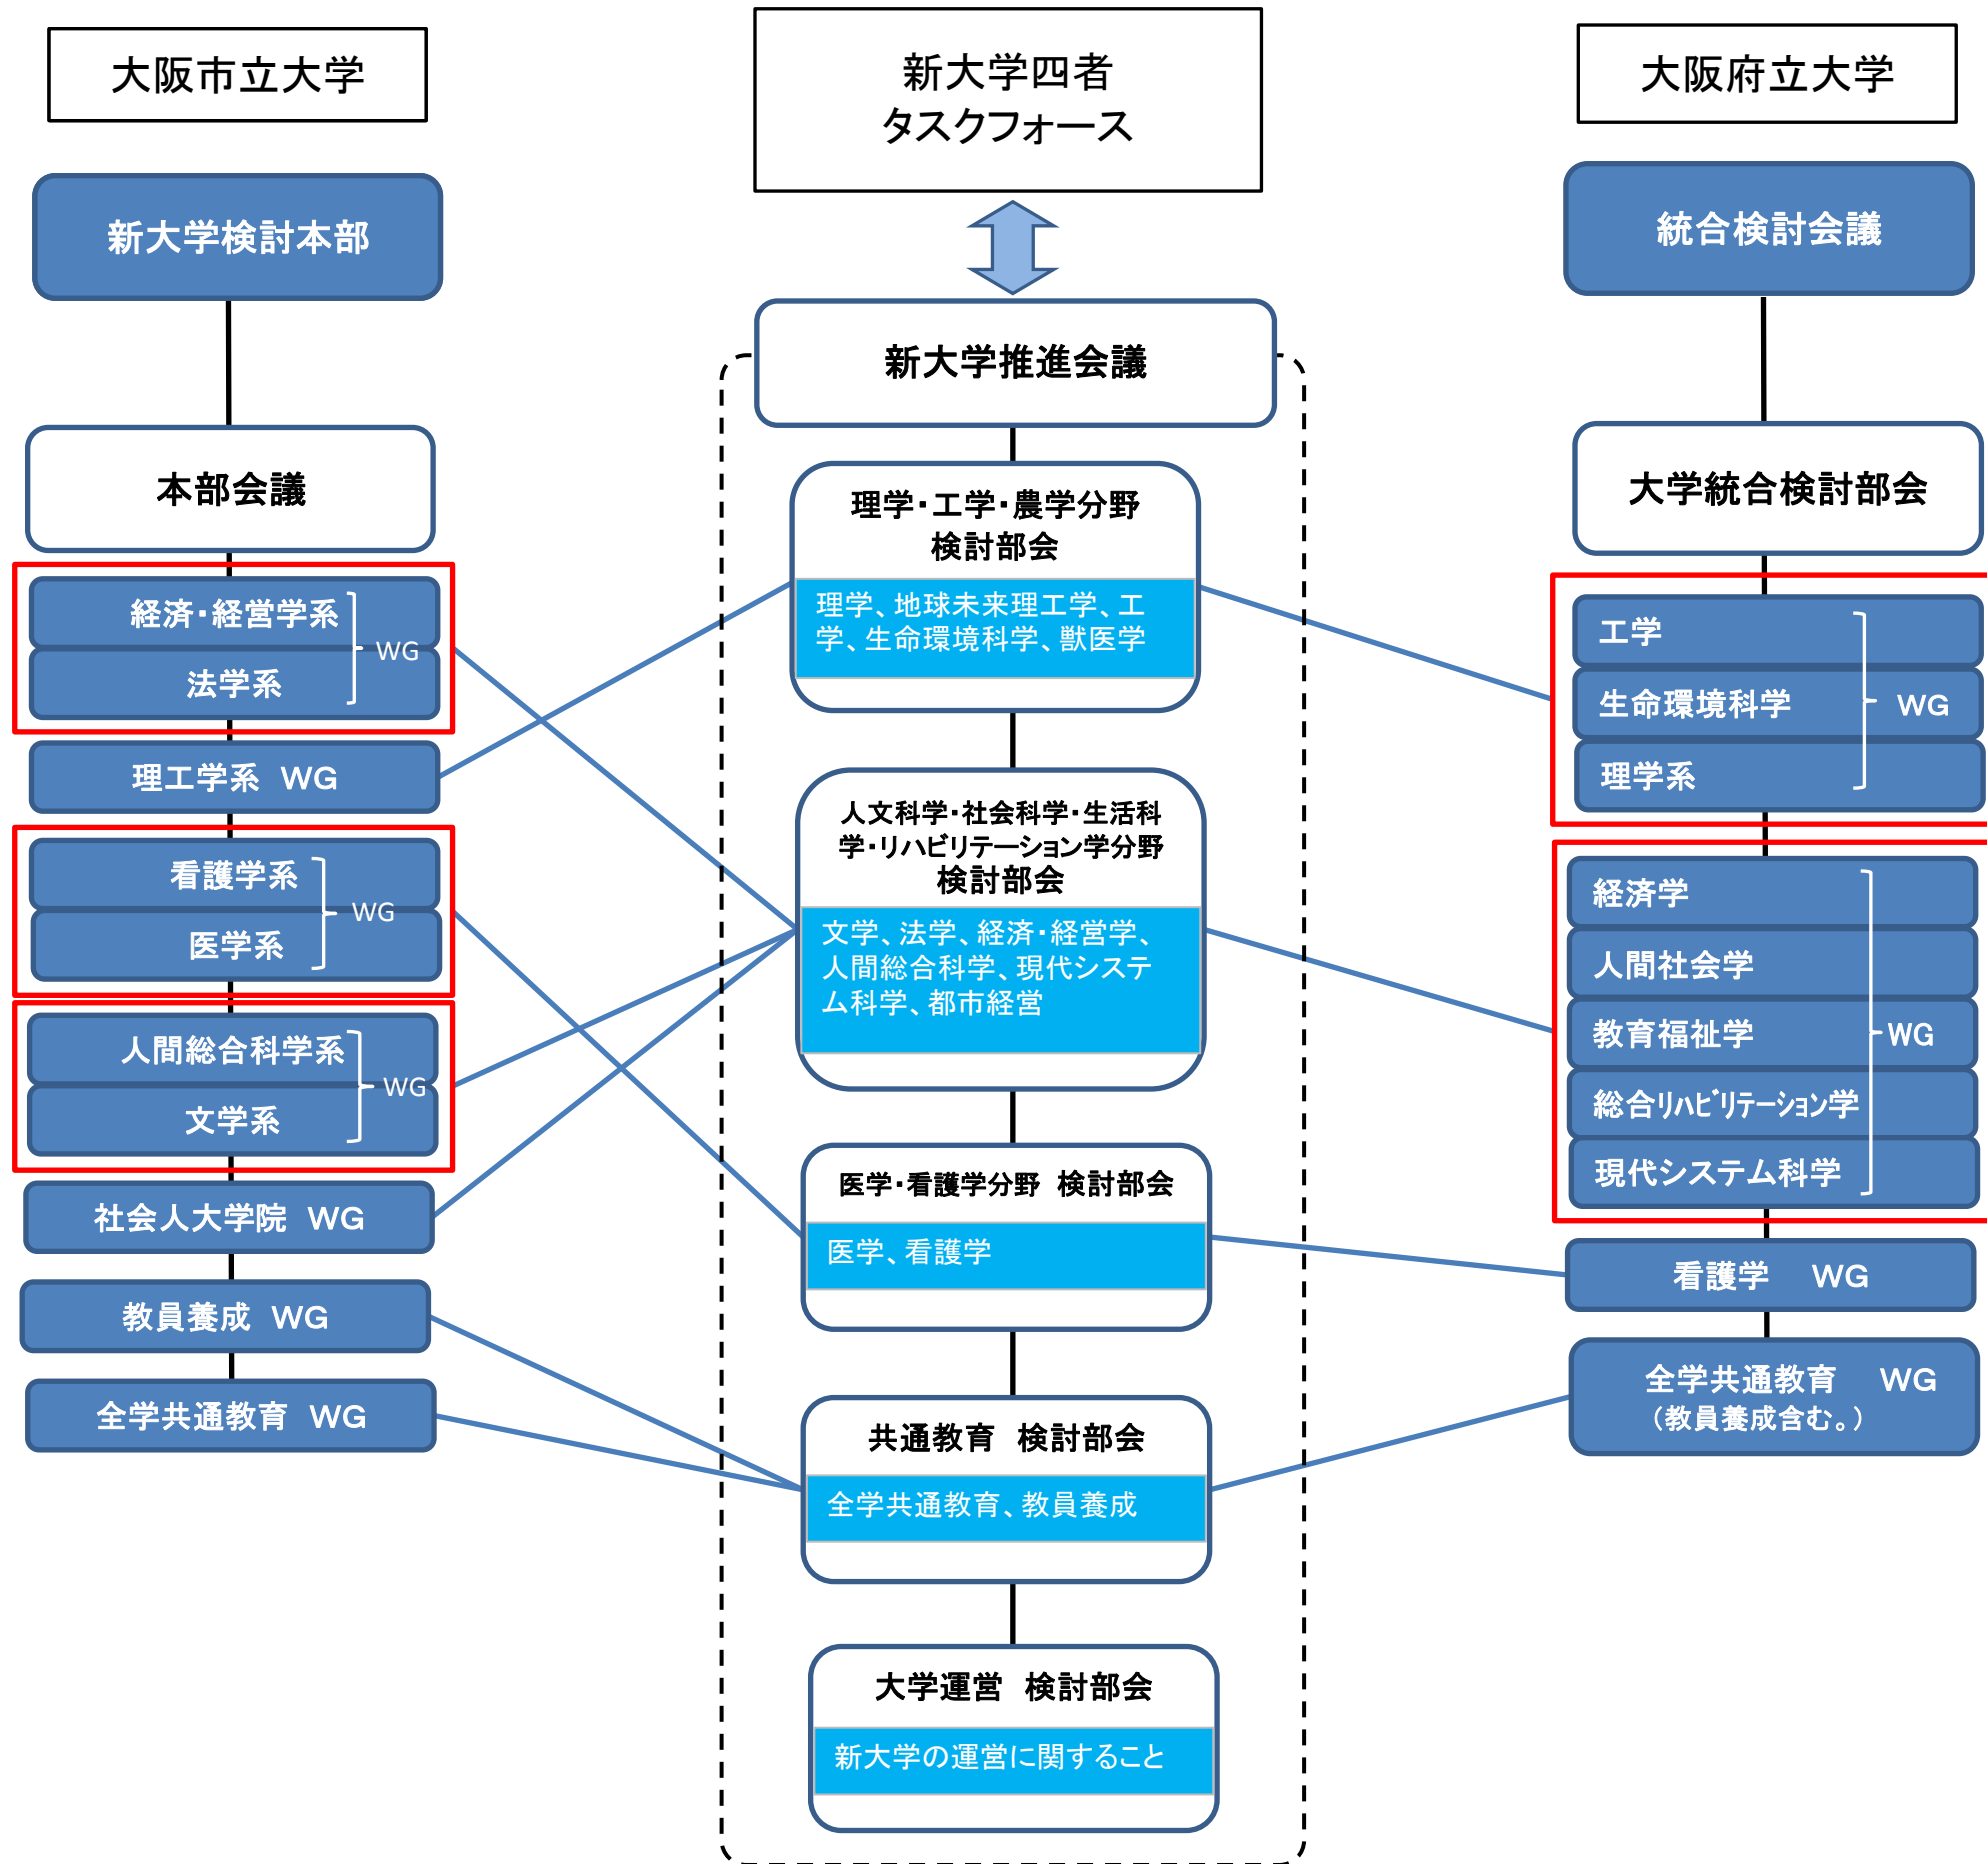 大阪市立大学
新大学検討本部
本部会議
経済・経営学系
法学系
WG
理工学系　WG
看護学系
医学系
WG
人間総合科学系
文学系
WG
社会人大学院　WG
教員養成　WG
全学共通教育　WG
新大学四者
タスクフォース
新大学推進会議
理学・工学・農学分野
検討部会
理学、地球未来理工学、工
学、生命環境科学、獣医学
人文科学・社会科学・生活科
学・リハビリテーション学分野
検討部会
文学、法学、経済・経営学、
人間総合科学、現代システ
ム科学、都市経営
医学・看護学分野　検討部会
医学、看護学
共通教育　検討部会
全学共通教育、教員養成
大学運営　検討部会
新大学の運営に関すること
大阪府立大学
統合検討会議
大学統合検討部会
工学
生命環境科学
理学系
WG
経済学
人間社会学
教育福祉学
総合ﾘﾊﾋﾞﾘﾃｰｼｮﾝ学
現代システム科学
WG
看護学　WG
全学共通教育　WG
（教員養成含む。）